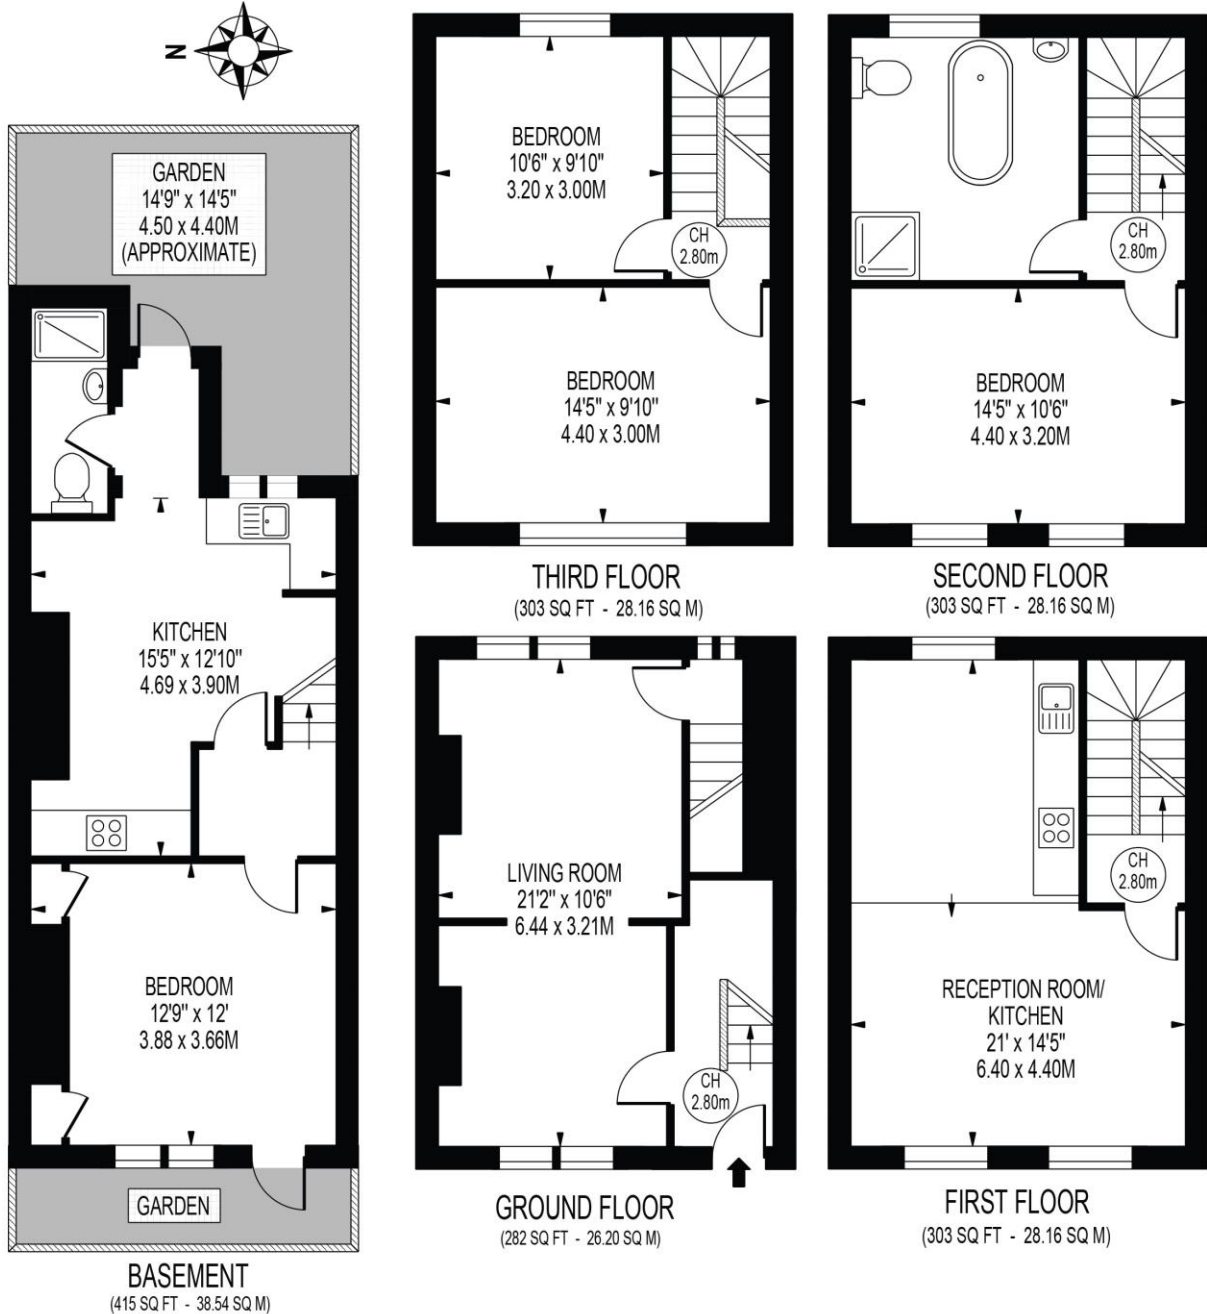 N
GARDEN
14'9" x 14'5"
4.50 x 4.40M
(APPROXIMATE)
KITCHEN
15'5" x 12'10"
4.69 x 3.90M
BEDROOM
12'9" x 12'
3.88 x 3.66M
GARDEN
BASEMENT
(415 SQ FT - 38.54 SQ M)
BEDROOM
10'6" x 9'10"
3.20 x 3.00M
CH
2.80m
BEDROOM
14'5" x 9'10"
4.40 x 3.00M
THIRD FLOOR
(303 SQ FT - 28.16 SQ M)
CH
2.80m
BEDROOM
14'5" x 10'6"
4.40 x 3.20M
SECOND FLOOR
(303 SQ FT - 28.16 SQ M)
LIVING ROOM
21'2" x 10'6"
6.44 x 3.21M
CH
2.80m
GROUND FLOOR
(282 SQ FT - 26.20 SQ M)
CH
2.80m
RECEPTION ROOM/
KITCHEN
21' x 14'5"
6.40 x 4.40M
FIRST FLOOR
(303 SQ FT - 28.16 SQ M)